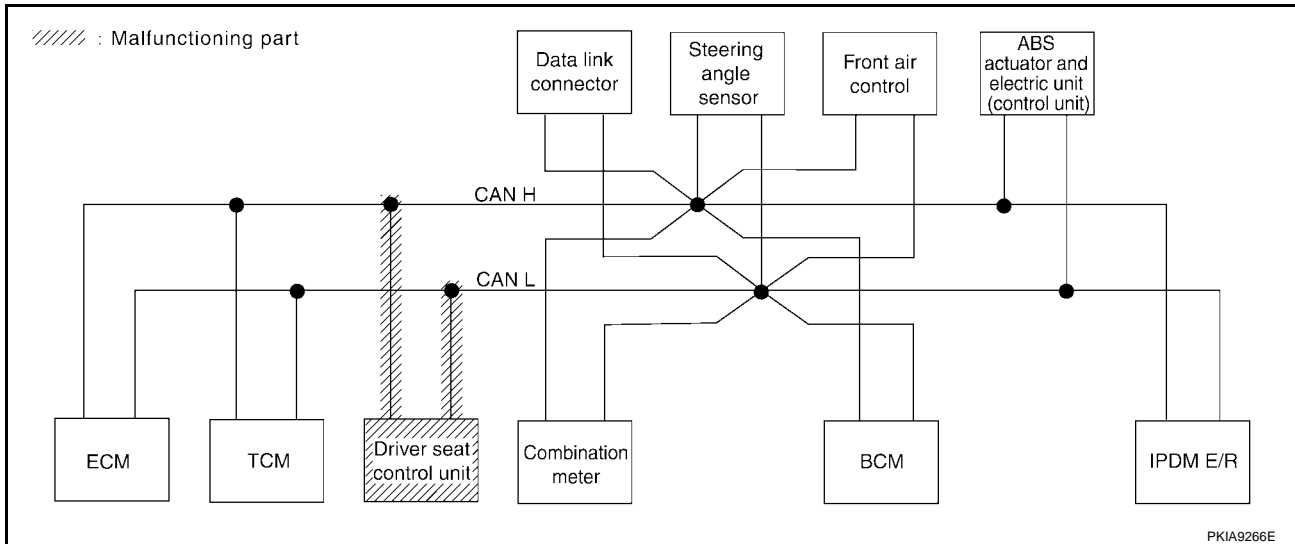 : Malfunctioning part
Data link
connector
Steering
angle
sensor
Front air
control
ABS
actuator and
electric unit
(control unit)
CAN H
CAN L
ECM
TCM
Driver seat
control unit
Combination
meter
BCM
IPDM E/R
PKIA9266E